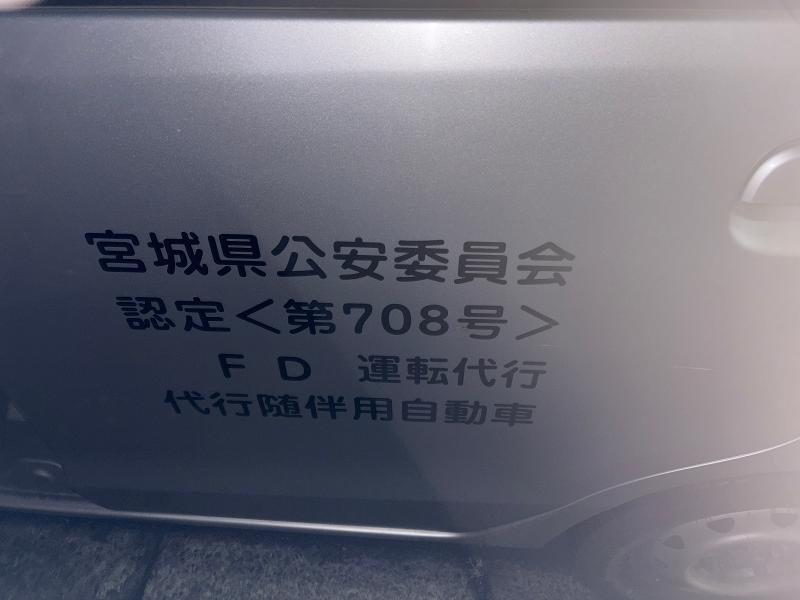 宮城県公安委員会
認定＜第708号＞
ＦＤ　運転代行
代行随伴用自動車